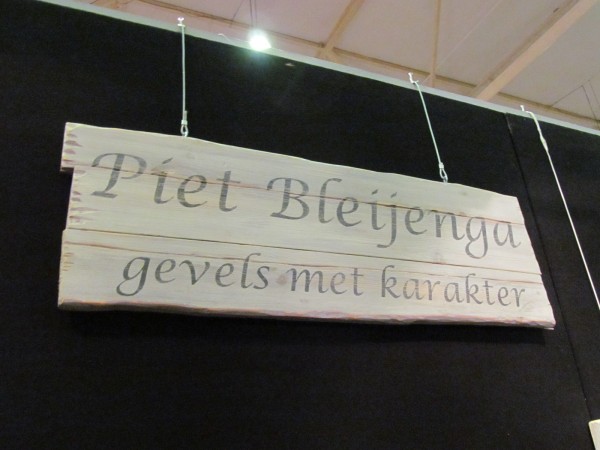 Piet Bleijenga
gevels met karakter